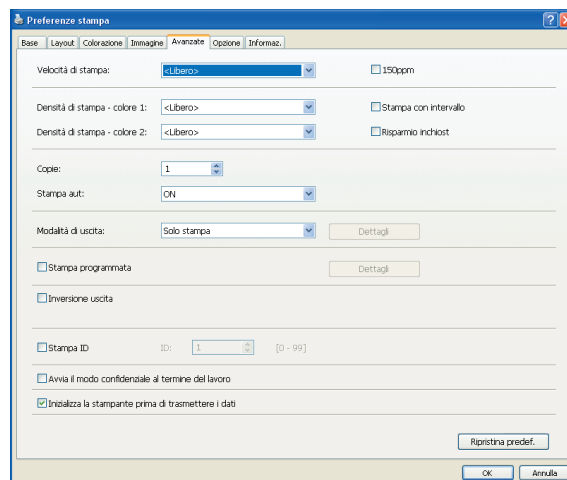 Preferenze stampa
Base Layout Colorazione Immagine Avanzate Opzione Informaz.
Velocità di stampa: <Libero> 150ppm
Densità di stampa - colore 1: <Libero> Stampa con intervallo
Densità di stampa - colore 2: <Libero> Risparmio inchiost
Copie: 1
Stampa aut: ON
Modalità di uscita: Solo stampa Dettagli
Stampa programmata Dettagli
Inversione uscita
Stampa ID ID: 1 [0 - 99]
Avvia il modo confidenziale al termine del lavoro
Inizializza la stampante prima di trasmettere i dati
Ripristina predef.
OK Annulla